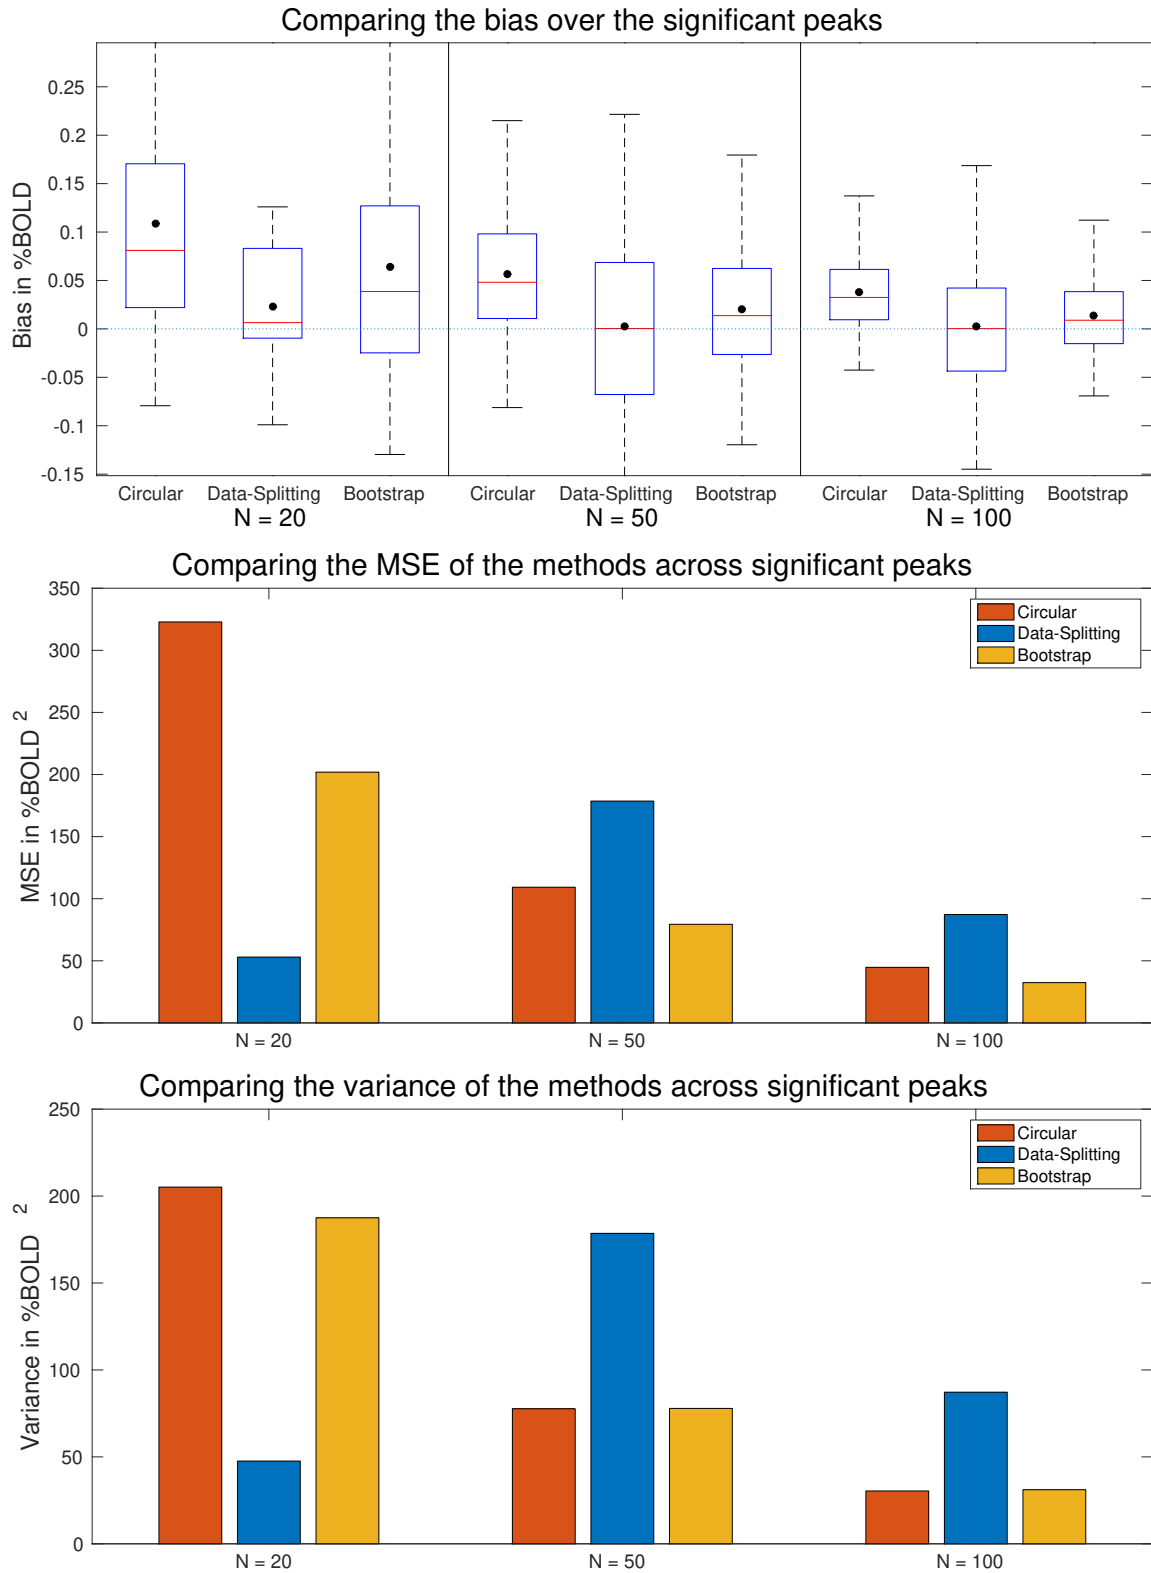 Comparing the bias over the significant peaks
Bias in %BOLD
0.25
0.2
0.15
0.1
0.05
0
-0.05
-0.1
-0.15
Circular Data-Splitting Bootstrap Circular Data-Splitting Bootstrap Circular Data-Splitting Bootstrap
N = 20 N = 50 N = 100
Comparing the MSE of the methods across significant peaks
MSE in %BOLD 2
350
300
250
200
150
100
50
0
Circular
Data-Splitting
Bootstrap
N = 20 N = 50 N = 100
Comparing the variance of the methods across significant peaks
Variance in %BOLD 2
250
200
150
100
50
0
Circular
Data-Splitting
Bootstrap
N = 20 N = 50 N = 100